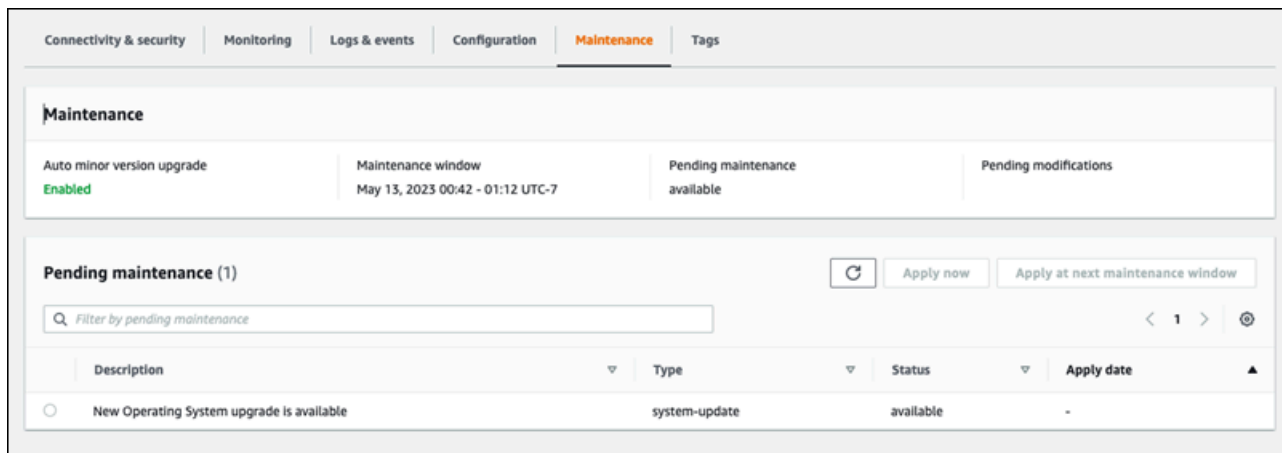 Connectivity & security Monitoring Logs & events Configuration Maintenance Tags
Maintenance
Auto minor version upgrade Maintenance window Pending maintenance Pending modifications
Enabled May 13, 2023 00:42 - 01:12 UTC-7 available
Pending maintenance (1) Apply now Apply at next maintenance window
Filter by pending maintenance 1
Description Type Status Apply date
New Operating System upgrade is available system-update available -